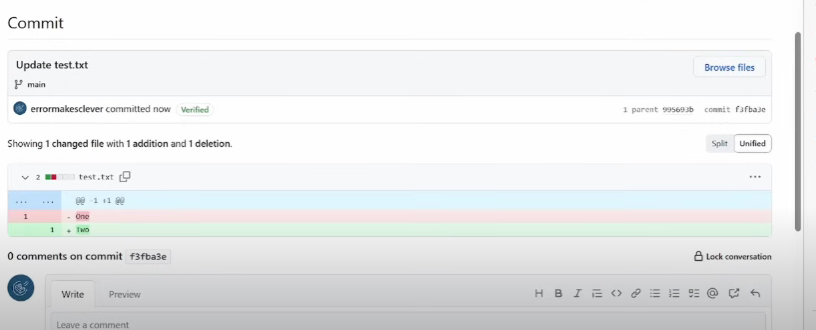 Commit
Update test.txt
Browse files
main
errormakesclever committed now Verified
1 parent 995693b commit f3fba3e
Showing 1 changed file with 1 addition and 1 deletion.
Split Unified
2 test.txt
... ... @@ -1 +1 @@
1 - One
1 + Two
0 comments on commit f3fba3e
Lock conversation
Write Preview
Leave a comment